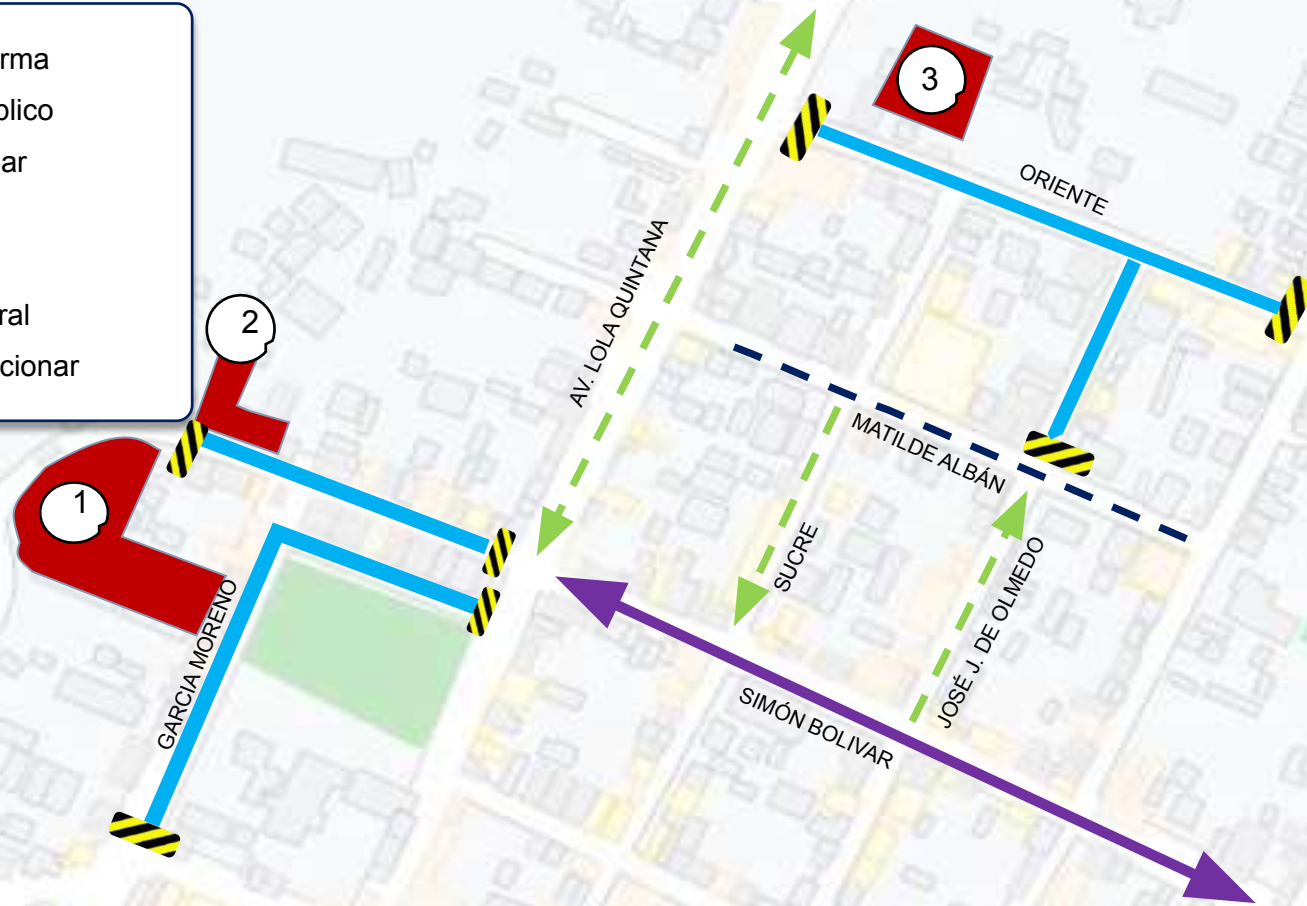 rma
olico
ar
ral
cionar
3
ORIENTE
AV. LOLA QUINTANA
2
MATILDE ALBÁN
1
SUCRE
JOSÉ J. DE OLMEDO
GARCIA MORENO
SIMÓN BOLIVAR